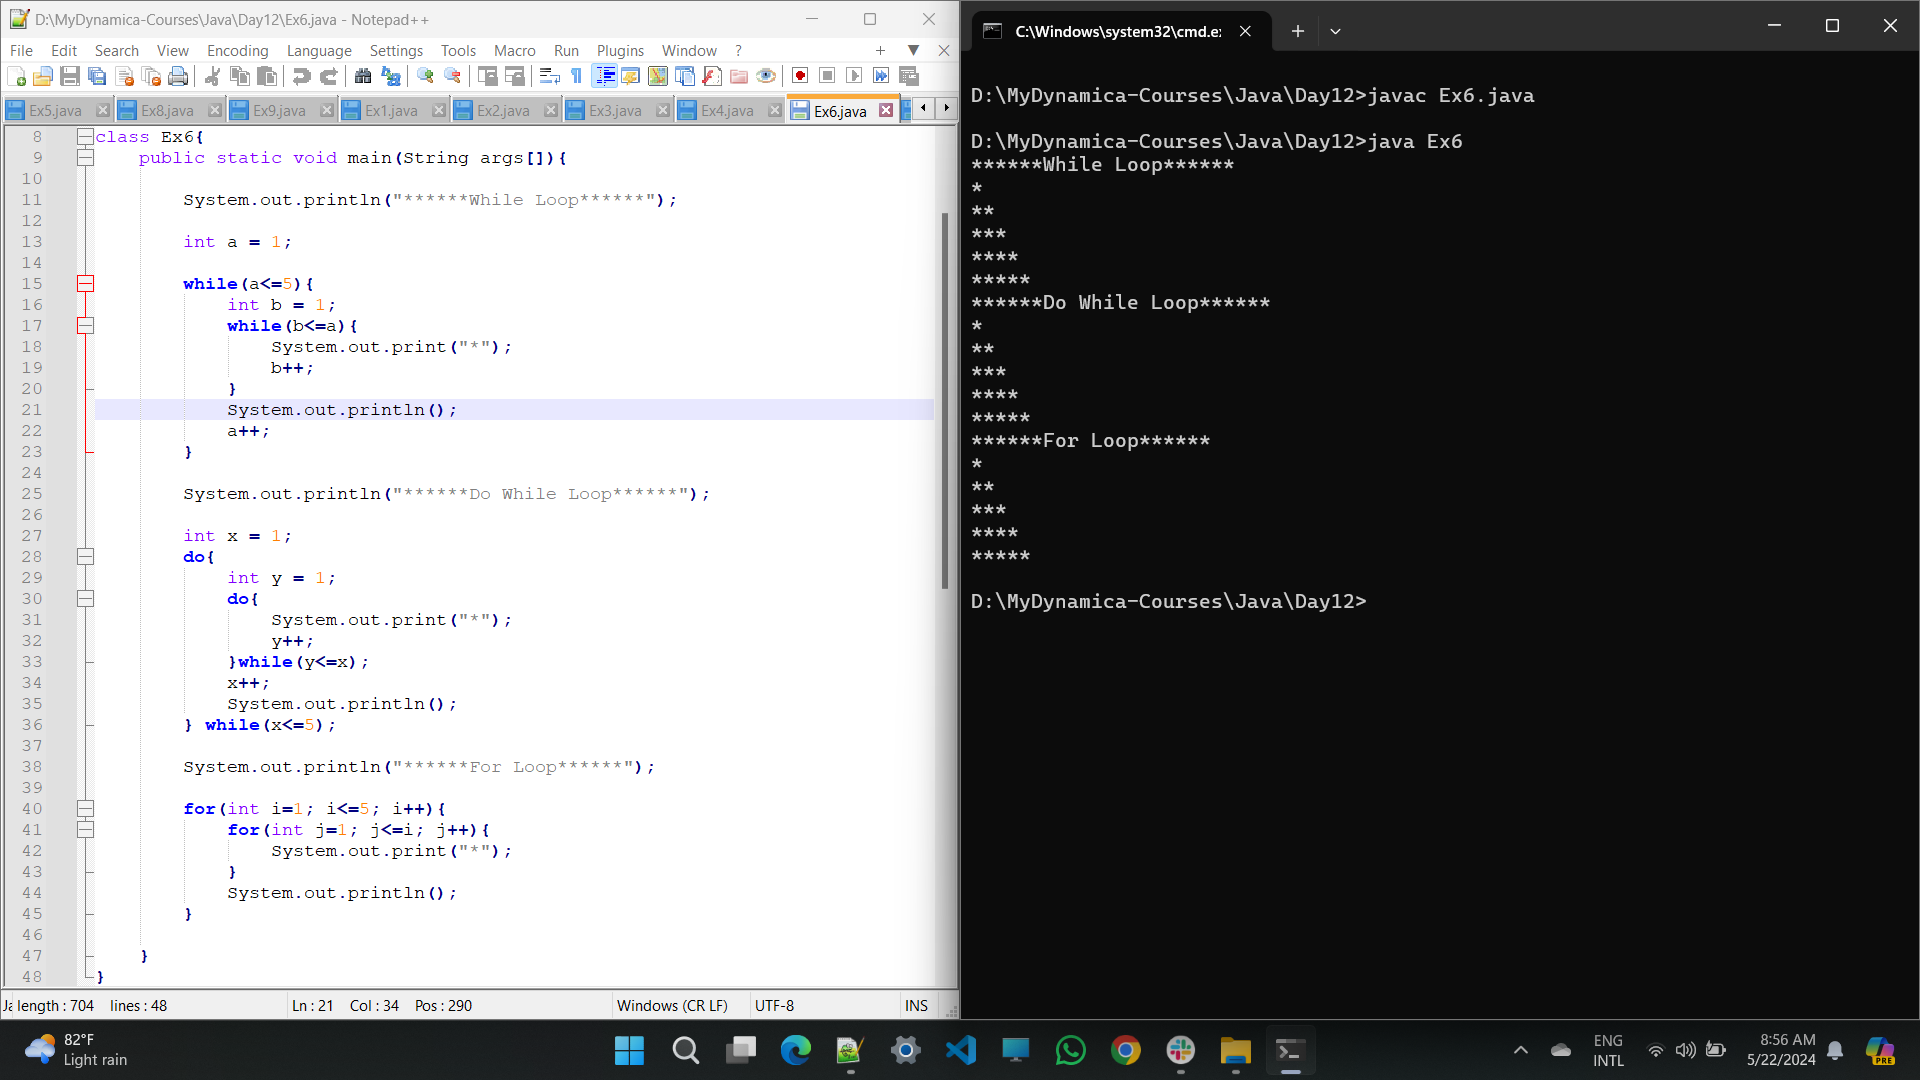 D:\MyDynamica-Courses\Java\Day12\Ex6.java - Notepad++
File Edit Search View Encoding Language Settings Tools Macro Run Plugins Window ?
Ex5.java Ex8.java Ex9.java Ex1.java Ex2.java Ex3.java Ex4.java Ex6.java
8 class Ex6{
9     public static void main(String args[]){
10
11         System.out.println("******While Loop******");
12
13         int a = 1;
14
15         while(a<=5){
16             int b = 1;
17             while(b<=a){
18                 System.out.print("*");
19                 b++;
20             }
21             System.out.println();
22             a++;
23         }
24
25         System.out.println("******Do While Loop******");
26
27         int x = 1;
28         do{
29             int y = 1;
30             do{
31                 System.out.print("*");
32                 y++;
33             }while(y<=x);
34             x++;
35             System.out.println();
36         } while(x<=5);
37
38         System.out.println("******For Loop******");
39
40         for(int i=1; i<=5; i++){
41             for(int j=1; j<=i; j++){
42                 System.out.print("*");
43             }
44             System.out.println();
45         }
46
47     }
48 }
Ja length : 704 lines : 48 Ln : 21 Col : 34 Pos : 290 Windows (CR LF) UTF-8 INS
C:\Windows\system32\cmd.e
D:\MyDynamica-Courses\Java\Day12>javac Ex6.java
D:\MyDynamica-Courses\Java\Day12>java Ex6
******While Loop******
*
**
***
****
*****
******Do While Loop******
*
**
***
****
*****
******For Loop******
*
**
***
****
*****
D:\MyDynamica-Courses\Java\Day12>
82°F
Light rain
ENG
INTL
8:56 AM
5/22/2024
PRE